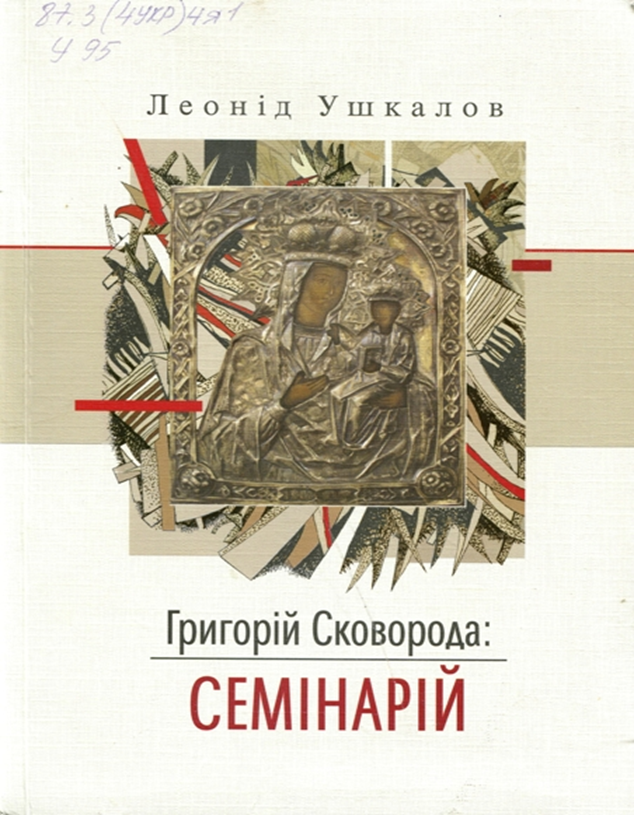 87.3(4УКР)4я1
У 95
Леонід Ушкалов
Григорій Сковорода:
СЕМІНАРІЙ